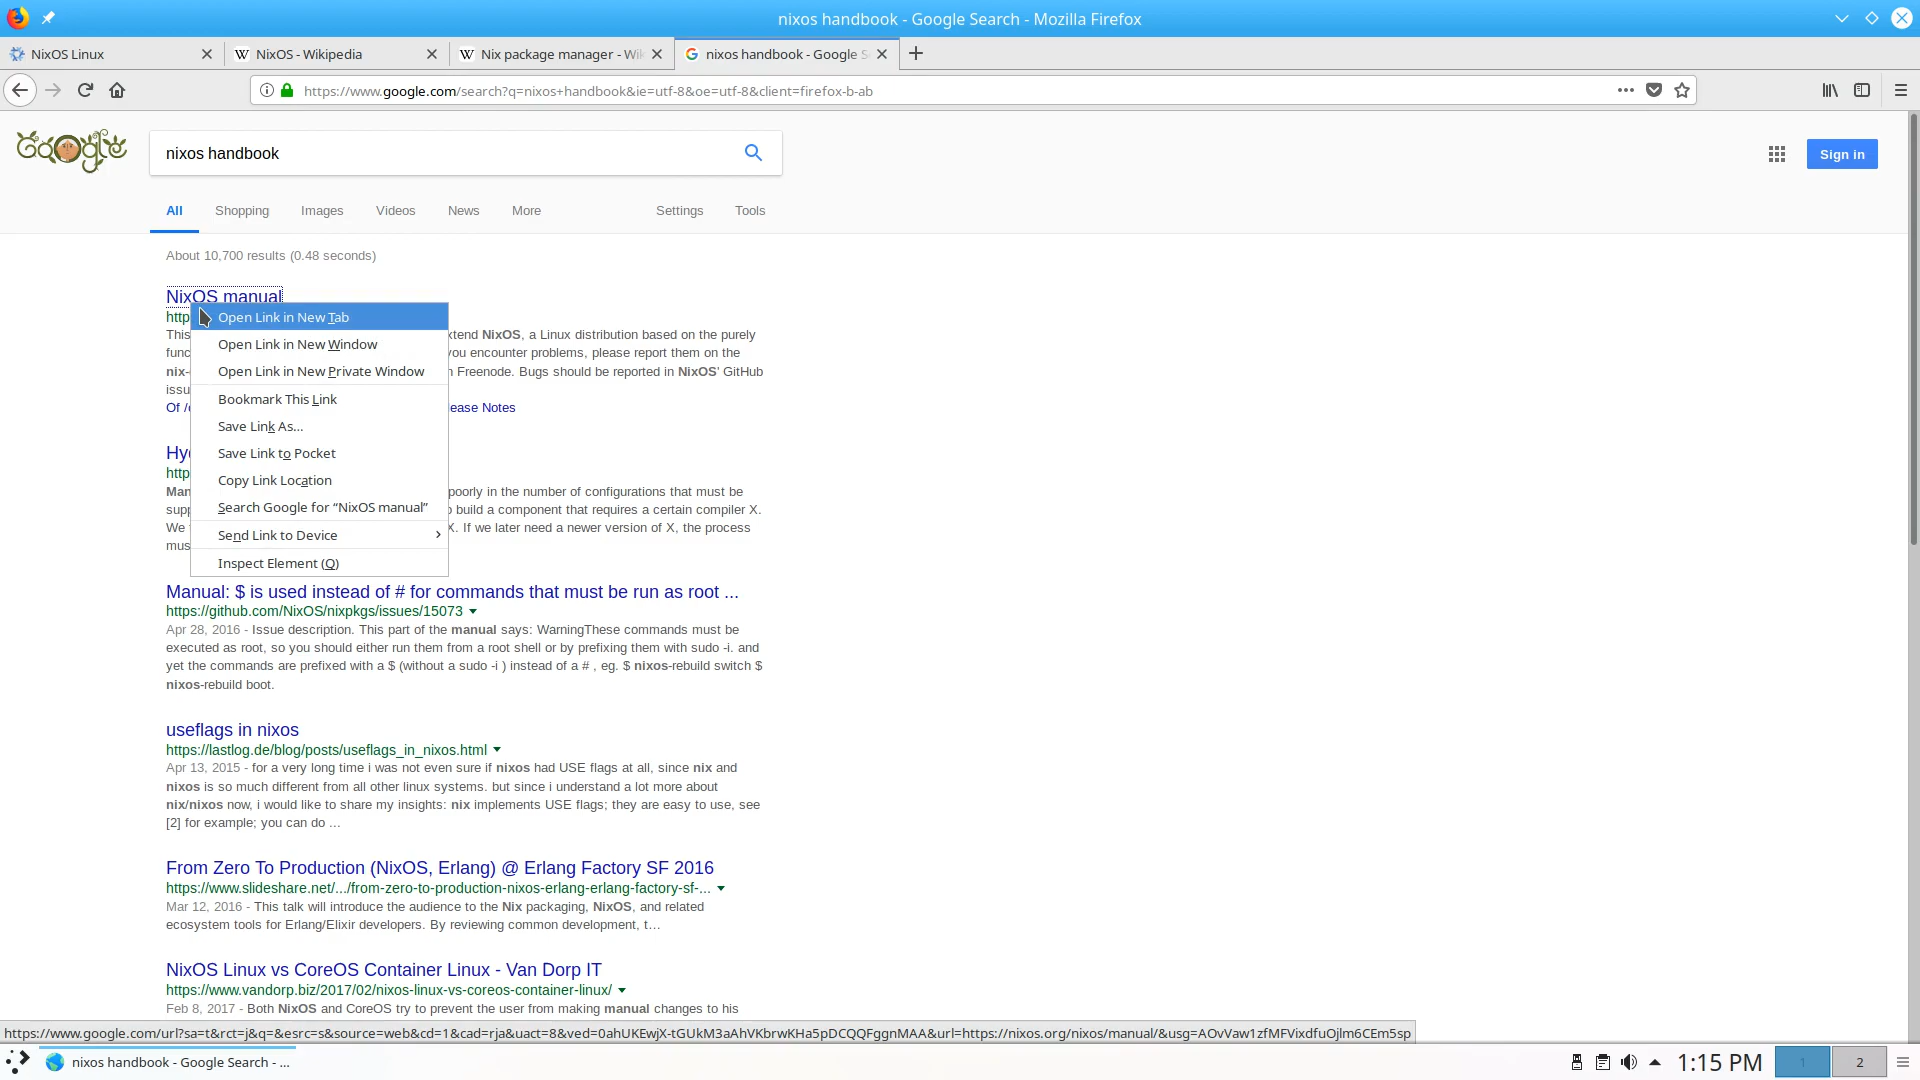 nixos handbook - Google Search - Mozilla Firefox
NixOS Linux
NixOS - Wikipedia
Nix package manager - Wik
nixos handbook - Google S
https://www.google.com/search?q=nixos+handbook&ie=utf-8&oe=utf-8&client=firefox-b-ab
Google
nixos handbook
Sign in
All Shopping Images Videos News More Settings Tools
About 10,700 results (0.48 seconds)
NixOS manual
http
This
xtend NixOS, a Linux distribution based on the purely
func
you encounter problems, please report them on the
nix-
n Freenode. Bugs should be reported in NixOS' GitHub
issu
Of /
lease Notes
Open Link in New Tab
Open Link in New Window
Open Link in New Private Window
Bookmark This Link
Save Link As...
Save Link to Pocket
Copy Link Location
Search Google for “NixOS manual”
Send Link to Device
Inspect Element (Q)
Hy
http
Man
poorly in the number of configurations that must be
supp
build a component that requires a certain compiler X.
We
X. If we later need a newer version of X, the process
mus
Manual: $ is used instead of # for commands that must be run as root ...
https://github.com/NixOS/nixpkgs/issues/15073
Apr 28, 2016 - Issue description. This part of the manual says: WarningThese commands must be
executed as root, so you should either run them from a root shell or by prefixing them with sudo -i. and
yet the commands are prefixed with a $ (without a sudo -i ) instead of a # , eg. $ nixos-rebuild switch $
nixos-rebuild boot.
useflags in nixos
https://lastlog.de/blog/posts/useflags_in_nixos.html
Apr 13, 2015 - for a very long time i was not even sure if nixos had USE flags at all, since nix and
nixos is so much different from all other linux systems. but since i understand a lot more about
nix/nixos now, i would like to share my insights: nix implements USE flags; they are easy to use, see
[2] for example; you can do ...
From Zero To Production (NixOS, Erlang) @ Erlang Factory SF 2016
https://www.slideshare.net/.../from-zero-to-production-nixos-erlang-erlang-factory-sf-...
Mar 12, 2016 - This talk will introduce the audience to the Nix packaging, NixOS, and related
ecosystem tools for Erlang/Elixir developers. By reviewing common development, t…
NixOS Linux vs CoreOS Container Linux - Van Dorp IT
https://www.vandorp.biz/2017/02/nixos-linux-vs-coreos-container-linux/
Feb 8, 2017 - Both NixOS and CoreOS try to prevent the user from making manual changes to his
https://www.google.com/url?sa=t&rct=j&q=&esrc=s&source=web&cd=1&cad=rja&uact=8&ved=0ahUKEwjX-tGUkM3aAhVKbrwKHa5pDCQQFggnMAA&url=https://nixos.org/nixos/manual/&usg=AOvVaw1zfMFVixdfuOjlm6CEm5sp
nixos handbook - Google Search - ...
1:15 PM
1
2